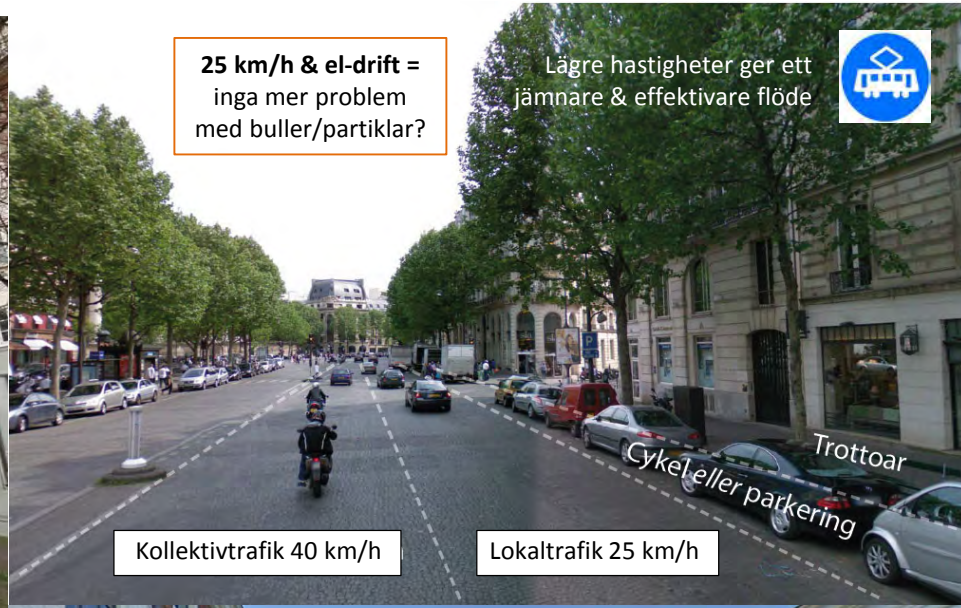 25 km/h & el-drift =
inga mer problem
med buller/partiklar?
Lägre hastigheter ger ett
jämnare & effektivare flöde
P
Trottoar
Cykel eller parkering
Kollektivtrafik 40 km/h
Lokaltrafik 25 km/h